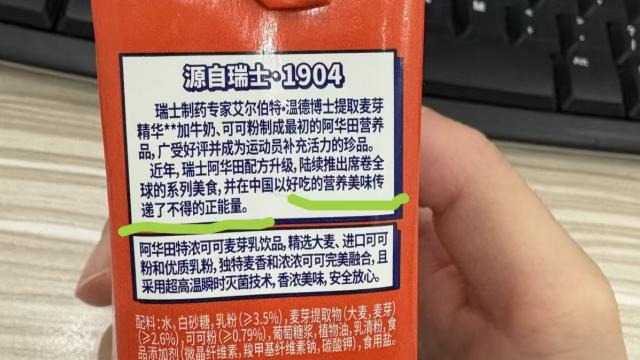 源自瑞士·1904
瑞士制药专家艾尔伯特·温德博士提取麦芽
精华**加牛奶、可可粉制成最初的阿华田营养
品,广受好评并成为运动员补充活力的珍品。
近年,瑞士阿华田配方升级,陆续推出席卷全
球的系列美食,并在中国以好吃的营养美味传
递了不得的正能量。
阿华田特浓可可麦芽乳饮品,精选大麦、进口可可
粉和优质乳粉,独特麦香和浓浓可可完美融合,且
采用超高温瞬时灭菌技术,香浓美味,安全放心。
配料:水,白砂糖,乳粉(≥3.5%),麦芽提取物(大麦,麦芽)
(≥2.6%),可可粉(≥0.79%),葡萄糖浆,植物油,乳清粉,食
品添加剂(微晶纤维素,羧甲基纤维素钠,碳酸钾),食用盐。